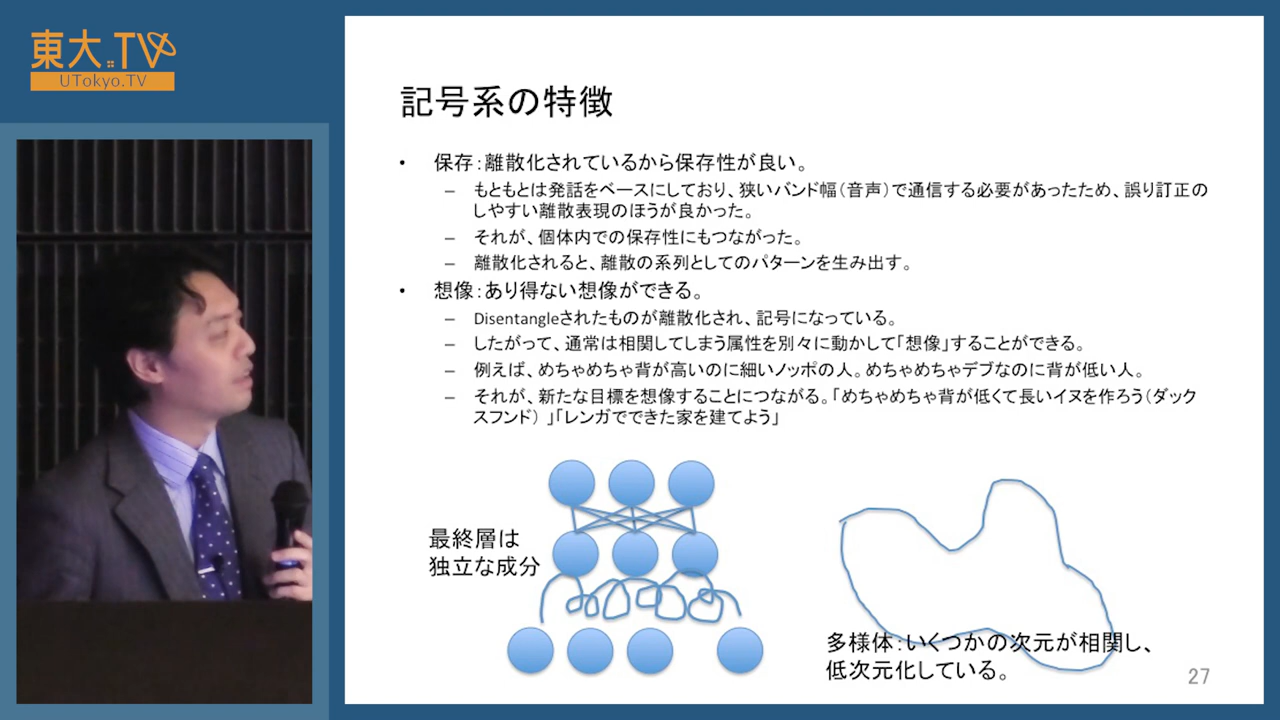 東大.TV
UTokyo.TV
記号系の特徴
• 保存：離散化されているから保存性が良い。
– もともとは発話をベースにしており、狭いバンド幅（音声）で通信する必要があったため、誤り訂正の
しやすい離散表現のほうが良かった。
– それが、個体内での保存性にもつながった。
– 離散化されると、離散の系列としてのパターンを生み出す。
• 想像：あり得ない想像ができる。
– Disentangleされたものが離散化され、記号になっている。
– したがって、通常は相関してしまう属性を別々に動かして「想像」することができる。
– 例えば、めちゃめちゃ背が高いのに細いノッポの人。めちゃめちゃデブなのに背が低い人。
– それが、新たな目標を想像することにつながる。「めちゃめちゃ背が低くて長いイヌを作ろう（ダック
スフンド） 」「レンガでできた家を建てよう」
最終層は
独立な成分
多様体：いくつかの次元が相関し、
低次元化している。
27